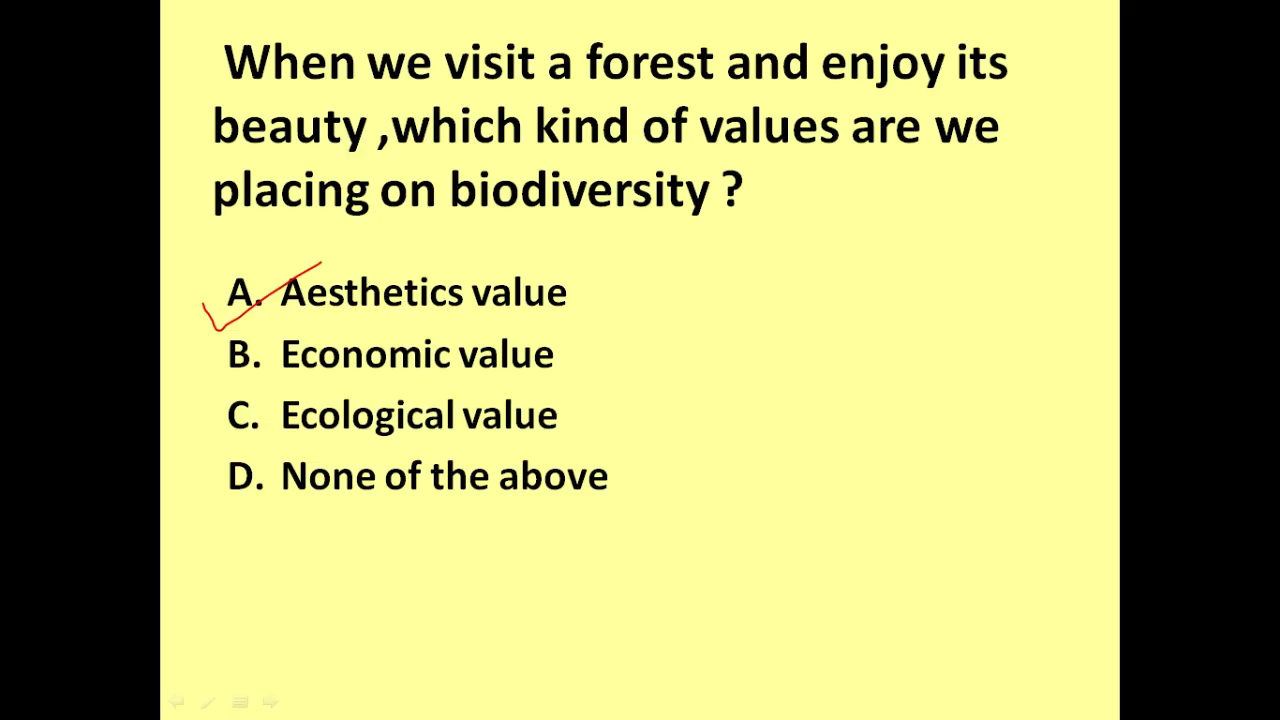 When we visit a forest and enjoy its
beauty ,which kind of values are we
placing on biodiversity ?
A. Aesthetics value
B. Economic value
C. Ecological value
D. None of the above